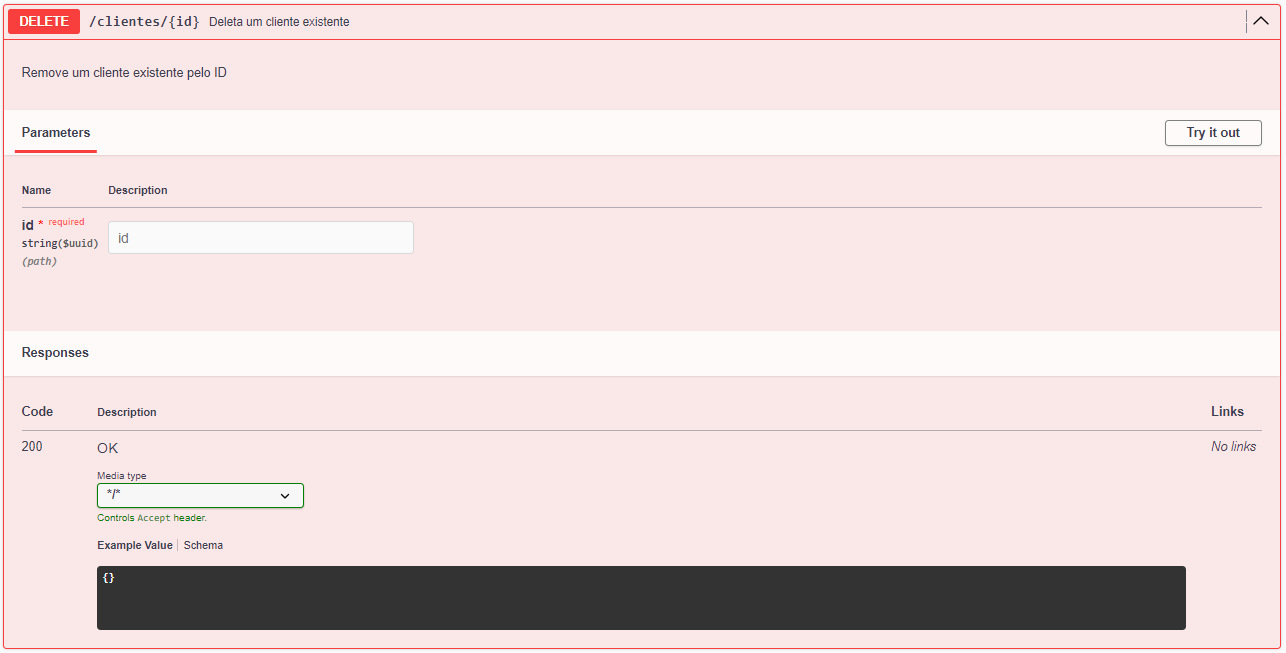 DELETE /clientes/{id} Deleta um cliente existente
Remove um cliente existente pelo ID
Parameters Try it out
Name Description
id * required
string($uuid) id
(path)
Responses
Code Description Links
200 OK No links
Media type
*/*
Controls Accept header.
Example Value Schema
{}